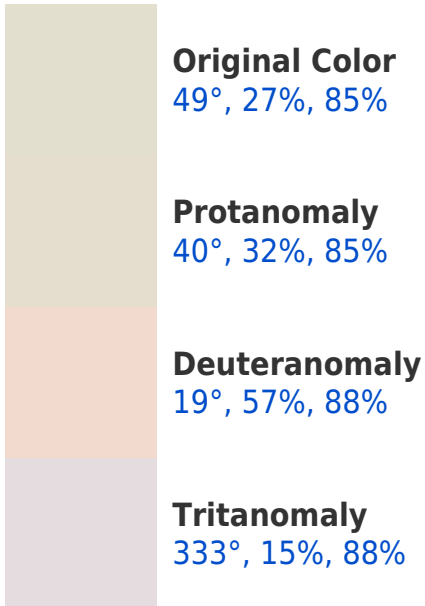 Original Color
49°, 27%, 85%
Protanomaly
40°, 32%, 85%
Deuteranomaly
19°, 57%, 88%
Tritanomaly
333°, 15%, 88%